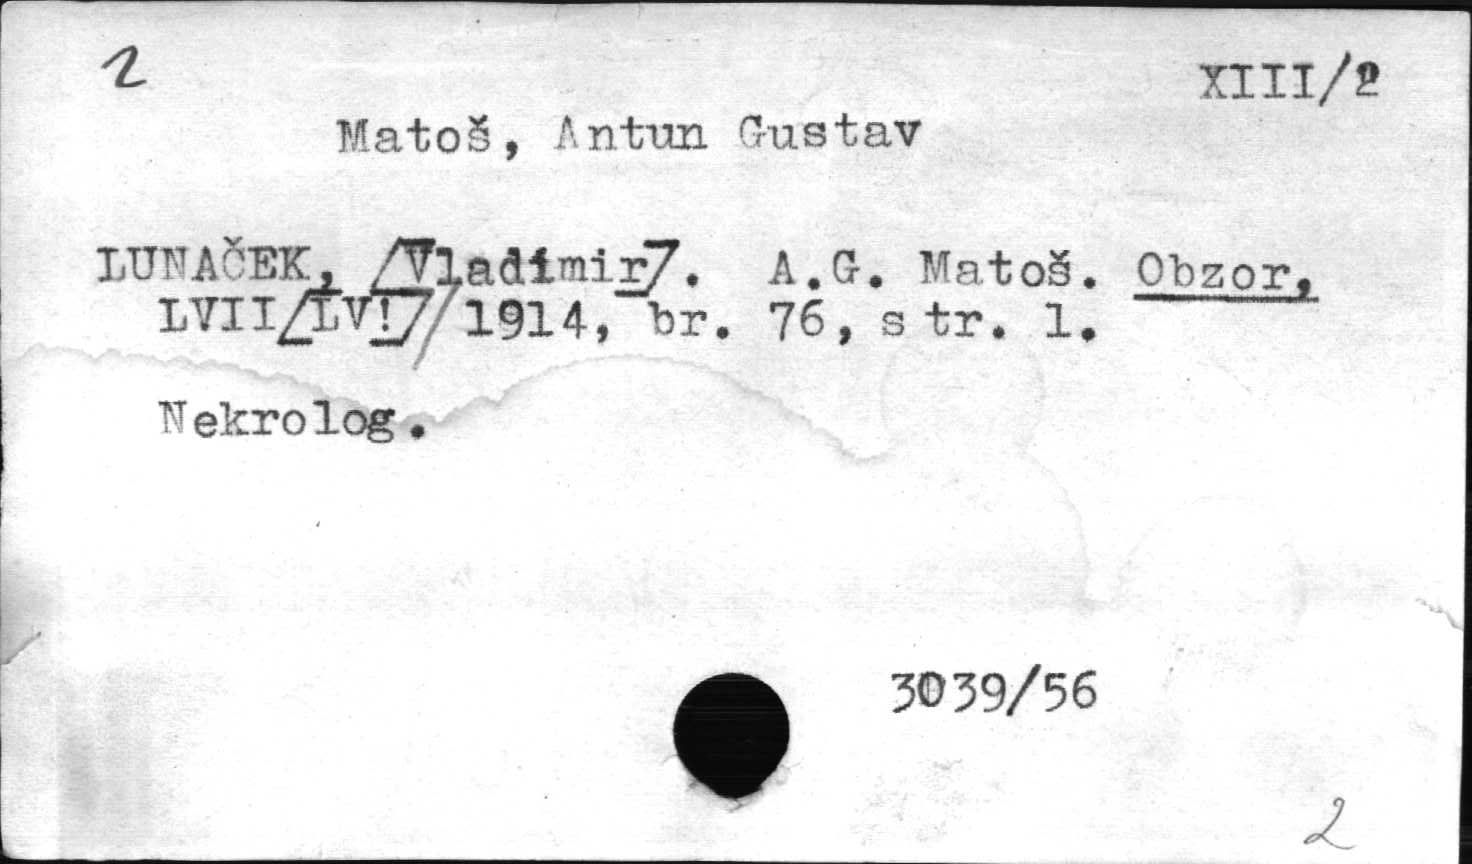 2
XIII/2
Matoš, Antun Gustav
LUNAČEK, /Vladimir/. A.G. Matoš. Obzor,
LVII/LV!//1914, br. 76, str. 1.
Nekrolog.
3039/56
2